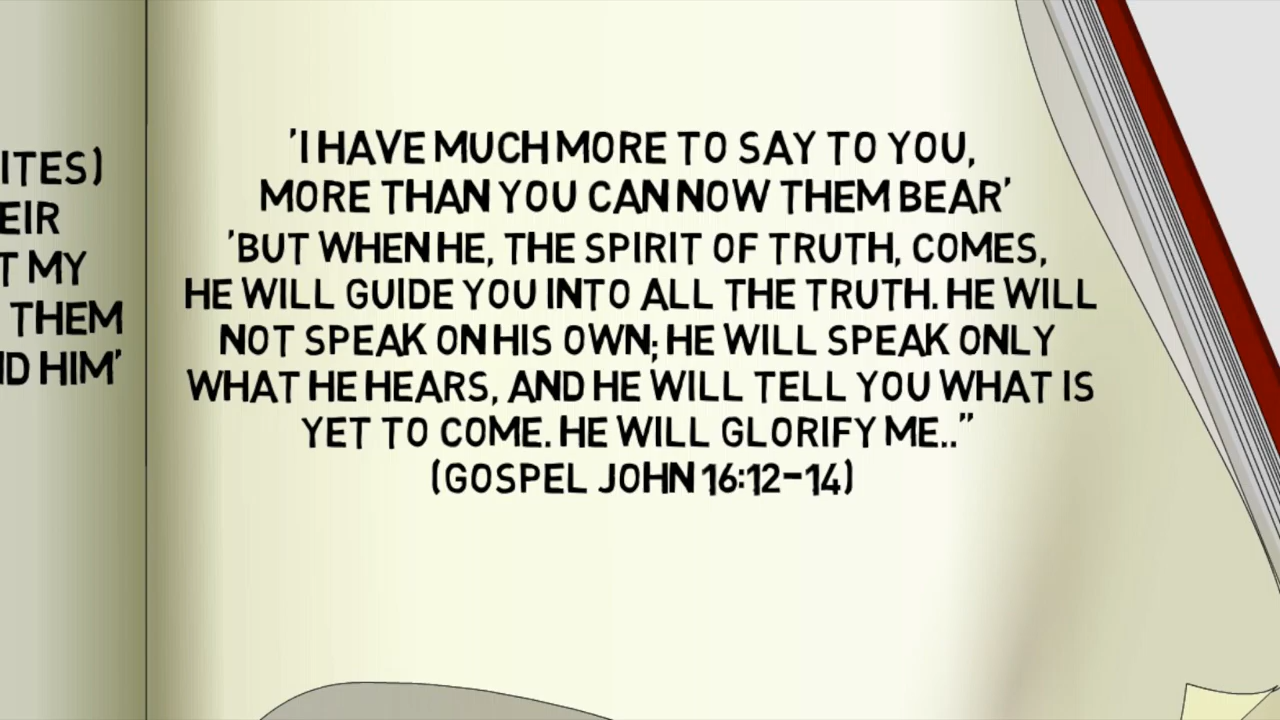 ITES)
EIR
T MY
THEM
ND HIM'
'I HAVE MUCH MORE TO SAY TO YOU,
MORE THAN YOU CAN NOW THEM BEAR'
'BUT WHEN HE, THE SPIRIT OF TRUTH, COMES,
HE WILL GUIDE YOU INTO ALL THE TRUTH. HE WILL
NOT SPEAK ON HIS OWN; HE WILL SPEAK ONLY
WHAT HE HEARS, AND HE WILL TELL YOU WHAT IS
YET TO COME. HE WILL GLORIFY ME.."
(GOSPEL JOHN 16:12-14)